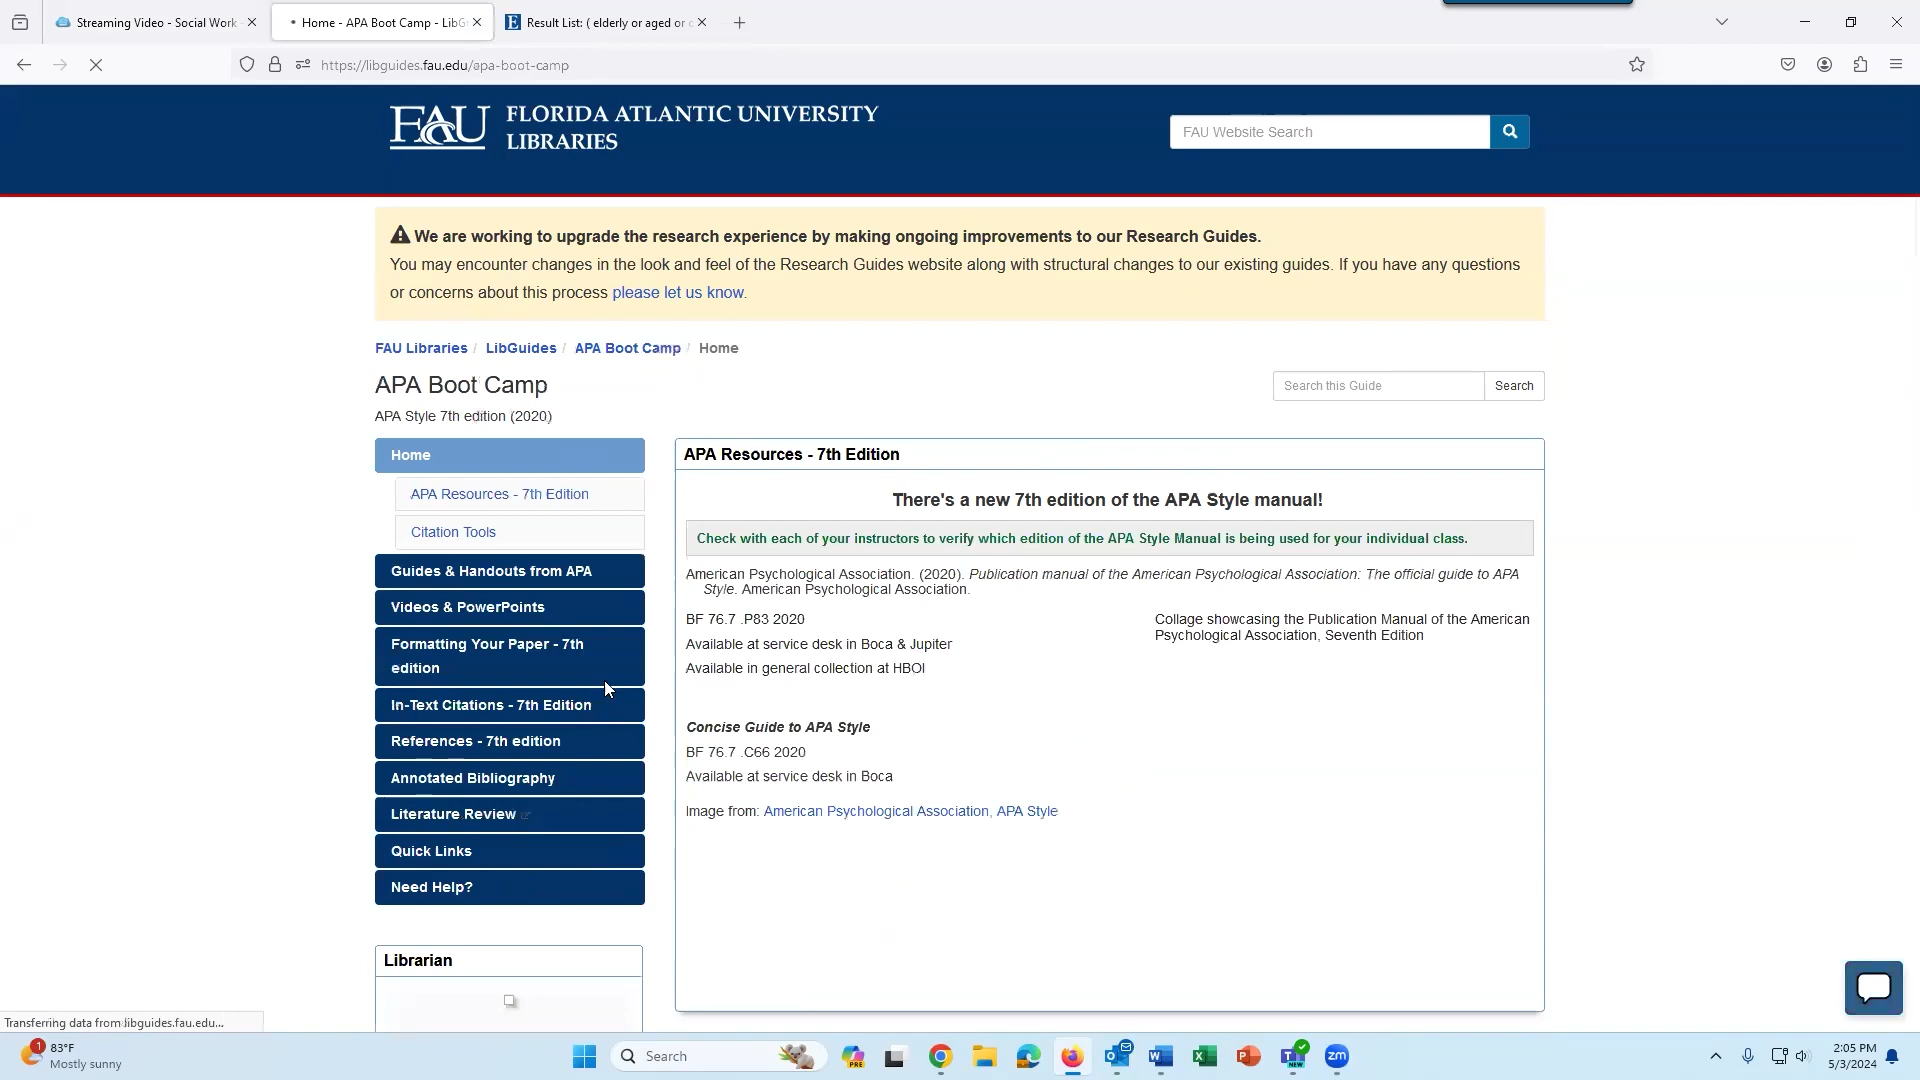 Streaming Video - Social Work
Home - APA Boot Camp - LibG
Result List: ( elderly or aged or o
https://libguides.fau.edu/apa-boot-camp
FAU
FLORIDA ATLANTIC UNIVERSITY
LIBRARIES
FAU Website Search
We are working to upgrade the research experience by making ongoing improvements to our Research Guides.
You may encounter changes in the look and feel of the Research Guides website along with structural changes to our existing guides. If you have any questions
or concerns about this process please let us know.
FAU Libraries / LibGuides / APA Boot Camp / Home
APA Boot Camp
Search this Guide
Search
APA Style 7th edition (2020)
Home
APA Resources - 7th Edition
Citation Tools
Guides & Handouts from APA
Videos & PowerPoints
Formatting Your Paper - 7th
edition
In-Text Citations - 7th Edition
References - 7th edition
Annotated Bibliography
Literature Review
Quick Links
Need Help?
Librarian
APA Resources - 7th Edition
There's a new 7th edition of the APA Style manual!
Check with each of your instructors to verify which edition of the APA Style Manual is being used for your individual class.
American Psychological Association. (2020). Publication manual of the American Psychological Association: The official guide to APA
Style. American Psychological Association.
BF 76.7 .P83 2020
Available at service desk in Boca & Jupiter
Available in general collection at HBOI
Collage showcasing the Publication Manual of the American
Psychological Association, Seventh Edition
Concise Guide to APA Style
BF 76.7 .C66 2020
Available at service desk in Boca
Image from: American Psychological Association, APA Style
Transferring data from libguides.fau.edu...
1
83°F
Mostly sunny
Search
PRE
NEW
zm
2:05 PM
5/3/2024